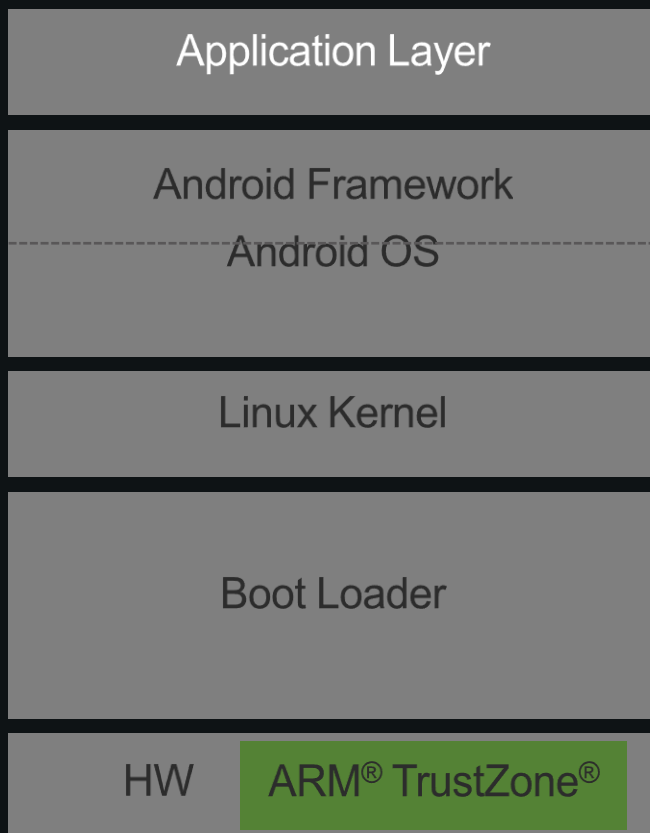 Application Layer
Android Framework
Android OS
Linux Kernel
Boot Loader
HW
ARM® TrustZone®